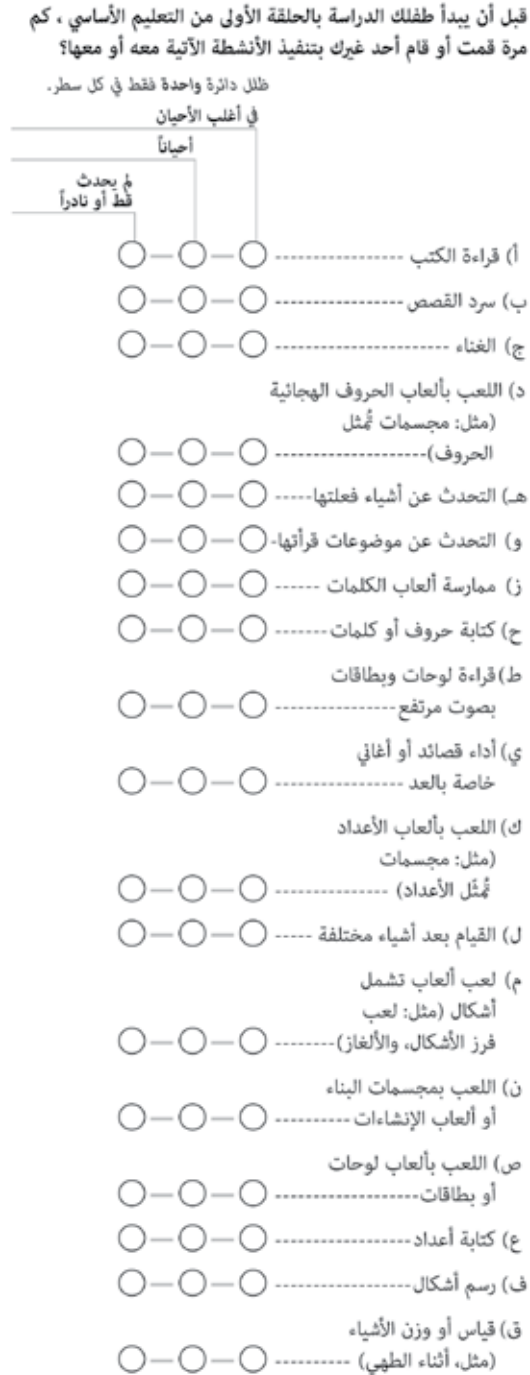 قبل أن يبدأ طفلك الدراسة بالحلقة الأولى من التعليم الأساسي ، كم
مرة قمت أو قام أحد غيرك بتنفيذ الأنشطة الآتية معه أو معها؟
ظلل دائرة واحدة فقط في كل سطر.
في أغلب الأحيان
أحياناً
لم يحدث
قط أو نادراً
أ) قراءة الكتب
ب) سرد القصص
ج) الغناء
د) اللعب بألعاب الحروف الهجائية
(مثل: مجسمات تُمثل
الحروف)
هـ) التحدث عن أشياء فعلتها
و) التحدث عن موضوعات قرأتها
ز) ممارسة ألعاب الكلمات
ح) كتابة حروف أو كلمات
ط) قراءة لوحات وبطاقات
بصوت مرتفع
ي) أداء قصائد أو أغاني
خاصة بالعد
ك) اللعب بألعاب الأعداد
(مثل: مجسمات
تُمثّل الأعداد)
ل) القيام بعد أشياء مختلفة
م) لعب ألعاب تشمل
أشكال (مثل: لعب
فرز الأشكال، والألغاز)
ن) اللعب بمجسمات البناء
أو ألعاب الإنشاءات
ص) اللعب بألعاب لوحات
أو بطاقات
ع) كتابة أعداد
ف) رسم أشكال
ق) قياس أو وزن الأشياء
(مثل، أثناء الطهي)